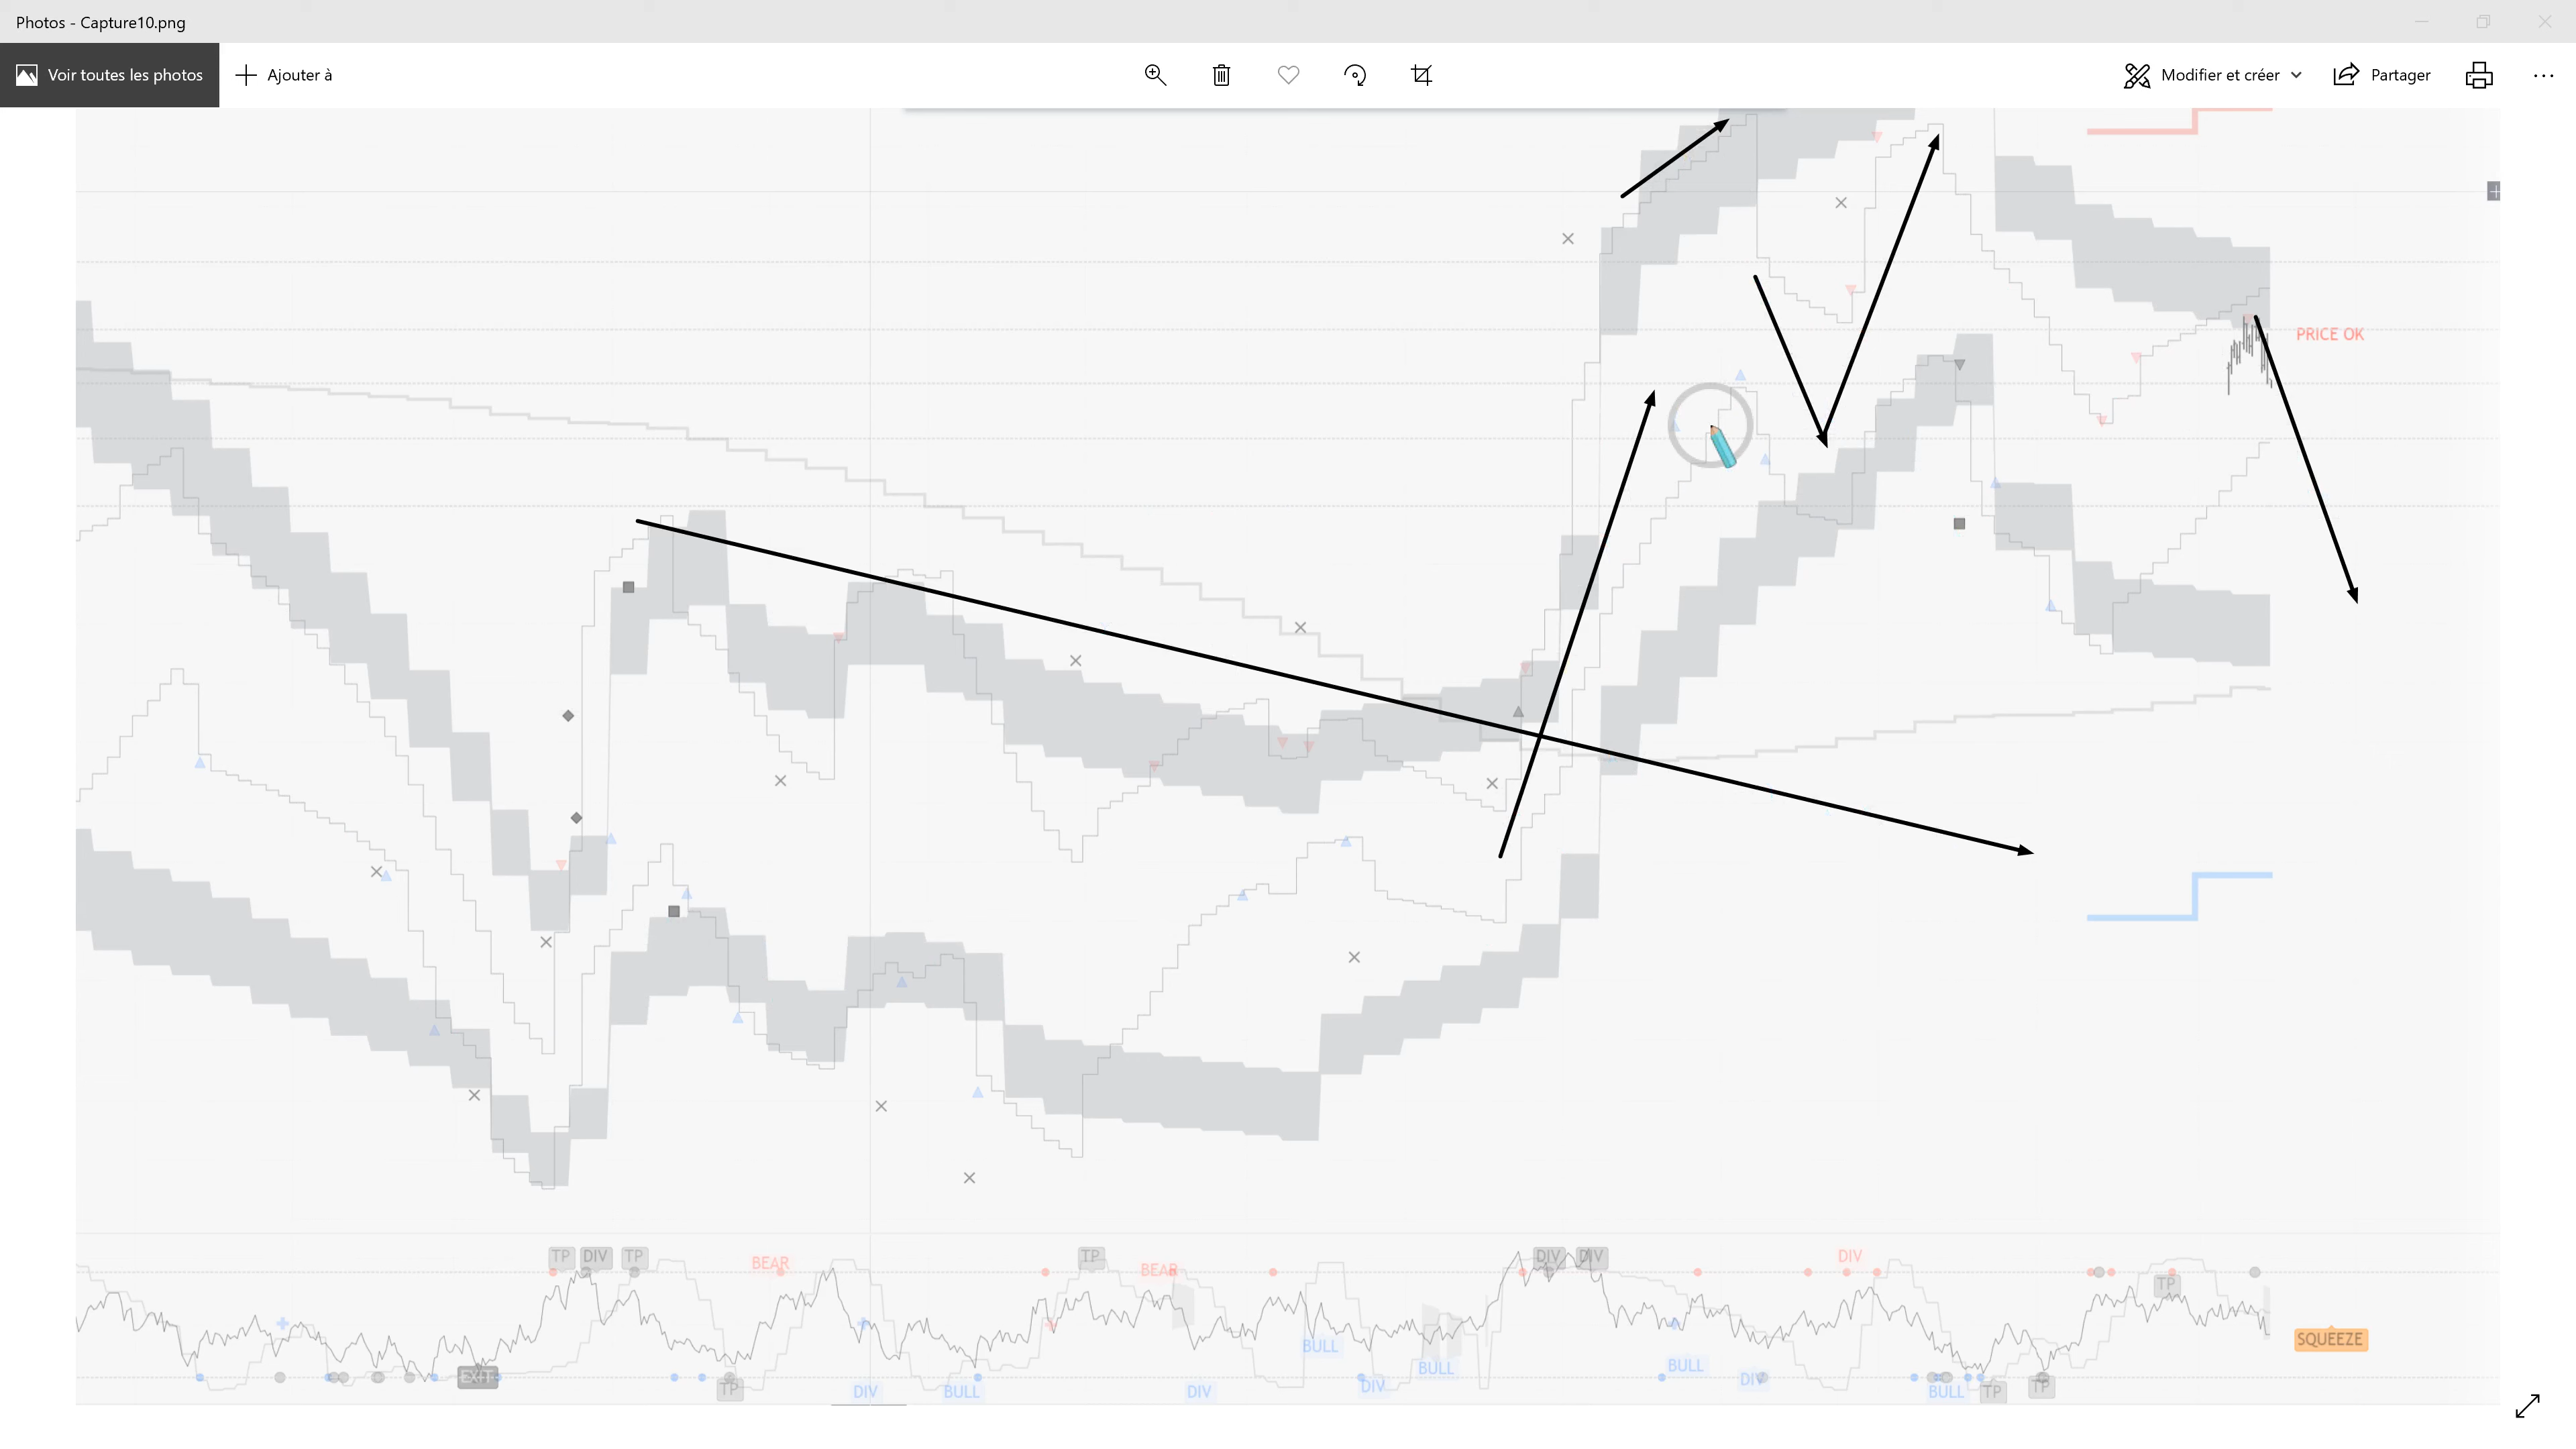 Photos - Capture10.png
Voir toutes les photos
Ajouter à
Modifier et créer
Partager
PRICE OK
TP DIV TP
BEAR
TP
BEAR
DIV DIV
DIV
TP
SQUEEZE
BULL
BULL
BULL
EXIT
TP
DIV
BULL
DIV
DIV
DIV
BULL
TP
TP